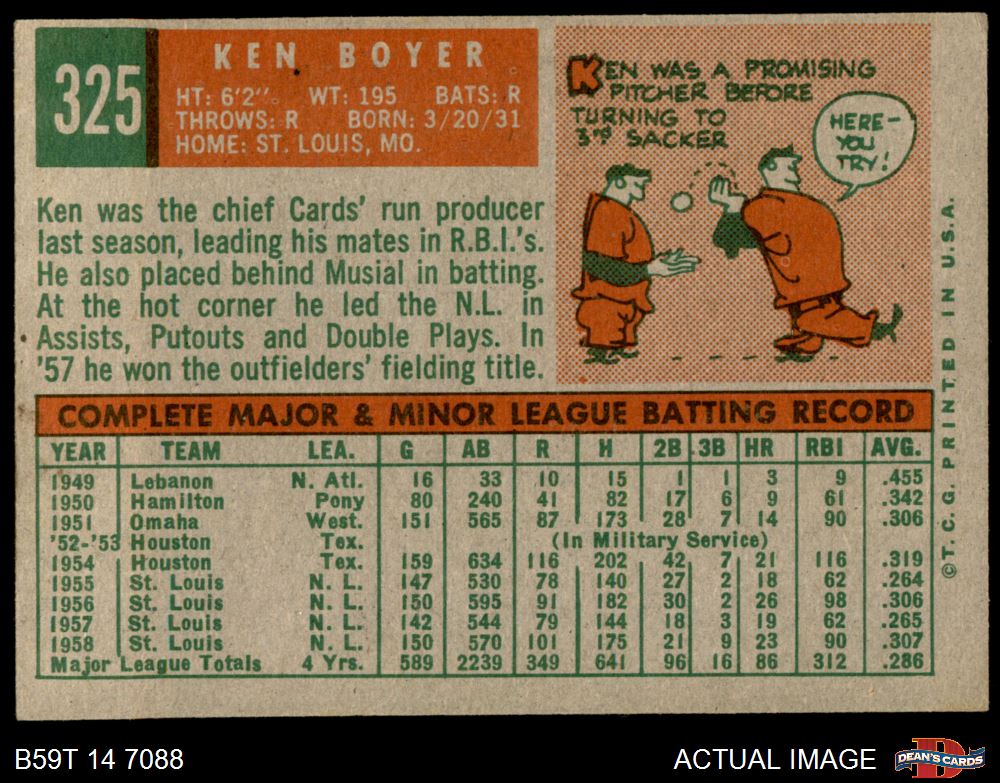 325
KEN BOYER
HT: 6'2". WT: 195 BATS: R
THROWS: R BORN: 3/20/31
HOME: ST. LOUIS, MO.
KEN WAS A PROMISING
PITCHER BEFORE
TURNING TO
3RD SACKER
HERE-
YOU
TRY!
Ken was the chief Cards' run producer
last season, leading his mates in R.B.I.'s.
He also placed behind Musial in batting.
At the hot corner he led the N.L. in
Assists, Putouts and Double Plays. In
'57 he won the outfielders' fielding title.
COMPLETE MAJOR & MINOR LEAGUE BATTING RECORD
YEAR TEAM LEA. G AB R H 2B 3B HR RBI AVG.
1949 Lebanon N. Atl. 16 33 10 15 1 1 3 9 .455
1950 Hamilton Pony 80 240 41 82 17 6 9 61 .342
1951 Omaha West. 151 565 87 173 28 7 14 90 .306
'52-'53 Houston Tex. (In Military Service)
1954 Houston Tex. 159 634 116 202 42 7 21 116 .319
1955 St. Louis N. L. 147 530 78 140 27 2 18 62 .264
1956 St. Louis N. L. 150 595 91 182 30 2 26 98 .306
1957 St. Louis N. L. 142 544 79 144 18 3 19 62 .265
1958 St. Louis N. L. 150 570 101 175 21 9 23 90 .307
Major League Totals 4 Yrs. 589 2239 349 641 96 16 86 312 .286
©T. C. G. PRINTED IN U.S.A.
B59T 14 7088
ACTUAL IMAGE
D
DEAN'S CARDS